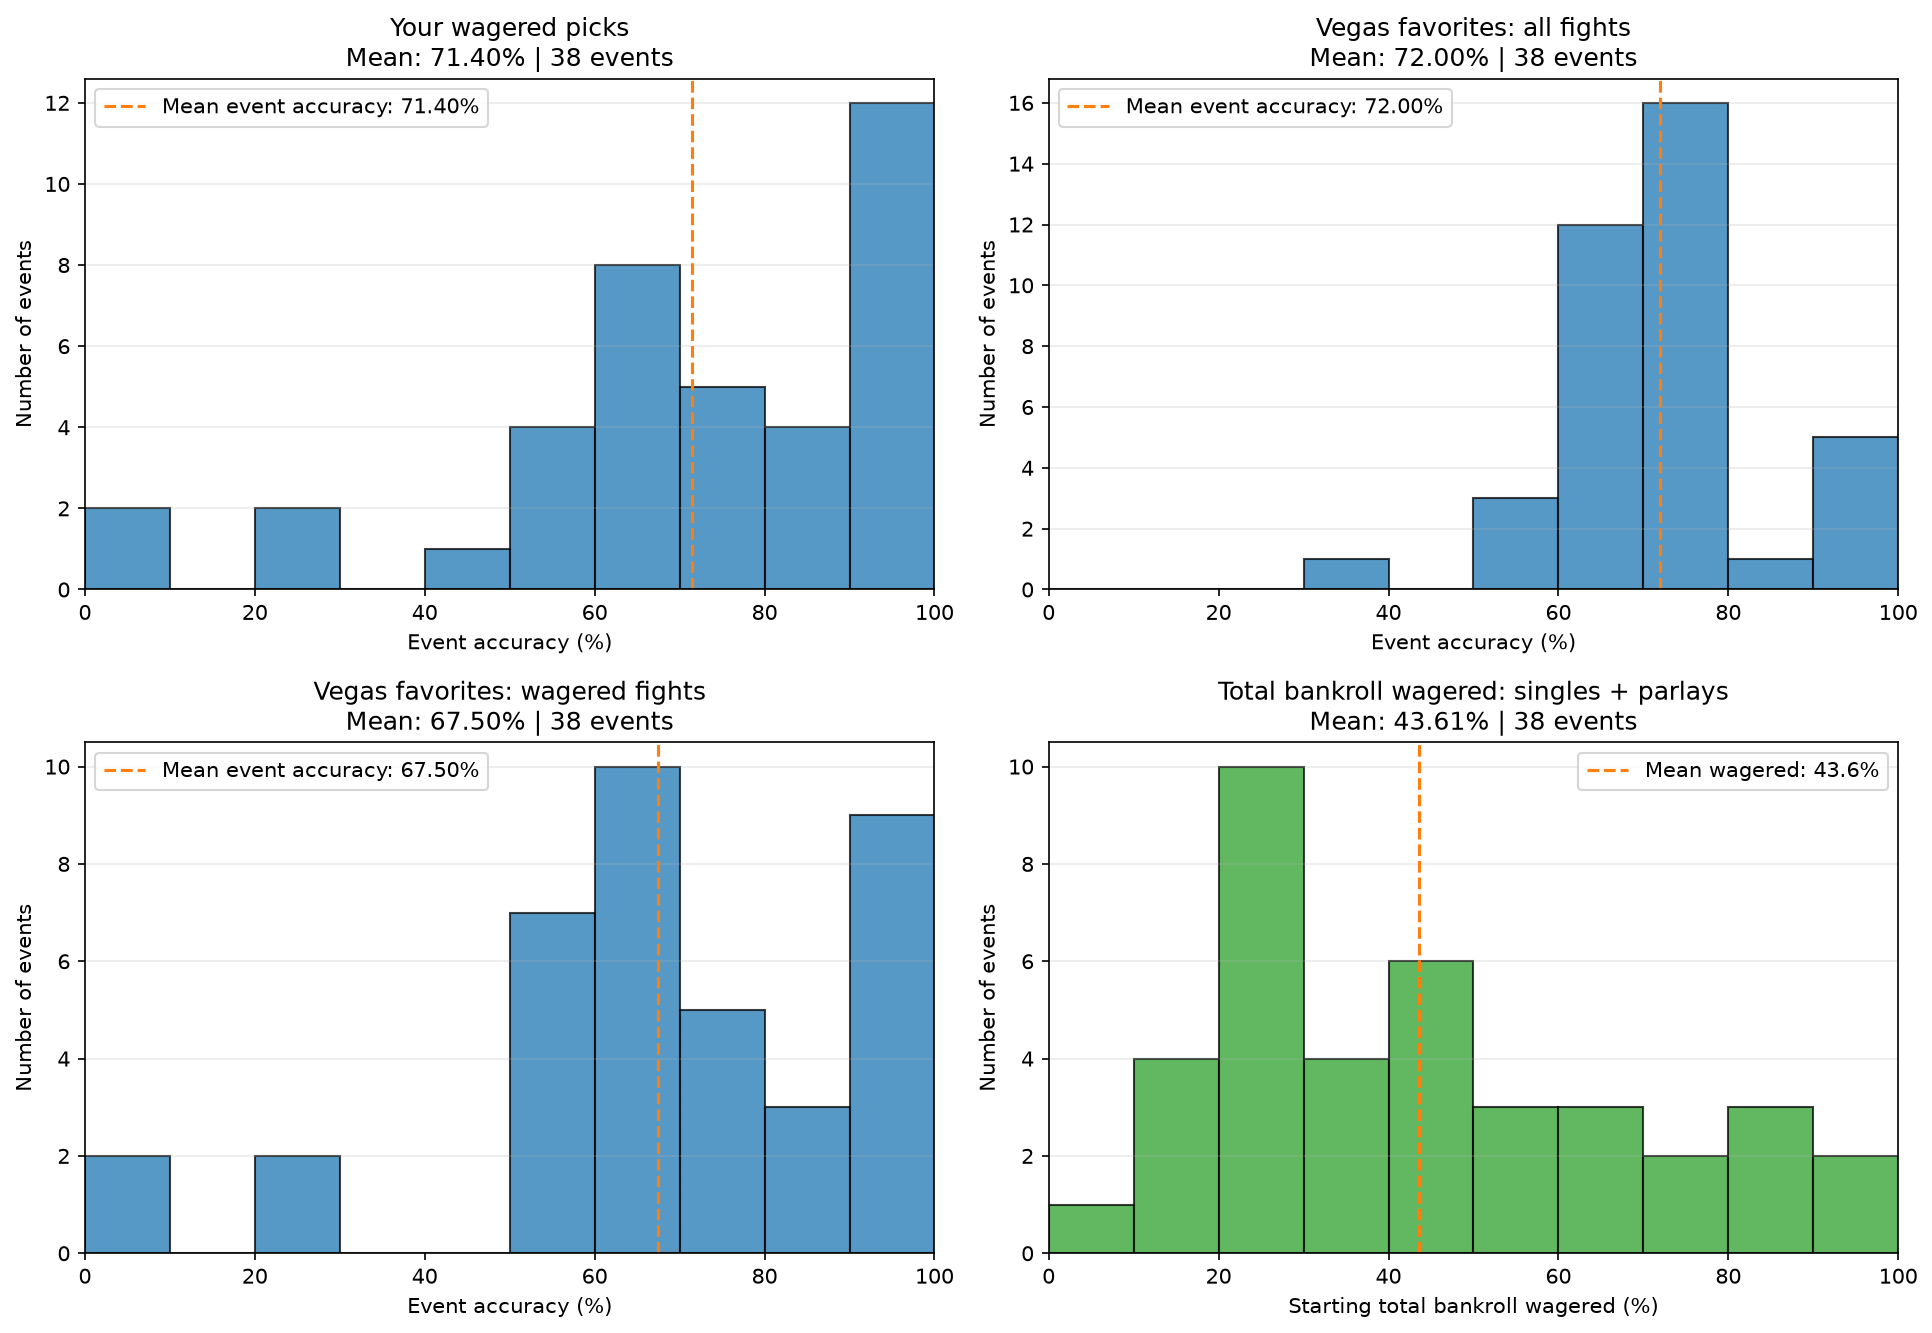 Your wagered picks
Mean: 71.40% | 38 events
Mean event accuracy: 71.40%
Number of events
12
10
8
6
4
2
0
0
20
40
60
80
100
Event accuracy (%)
Vegas favorites: all fights
Mean: 72.00% | 38 events
Mean event accuracy: 72.00%
Number of events
16
14
12
10
8
6
4
2
0
0
20
40
60
80
100
Event accuracy (%)
Vegas favorites: wagered fights
Mean: 67.50% | 38 events
Mean event accuracy: 67.50%
Number of events
10
8
6
4
2
0
0
20
40
60
80
100
Event accuracy (%)
Total bankroll wagered: singles + parlays
Mean: 43.61% | 38 events
Mean wagered: 43.6%
Number of events
10
8
6
4
2
0
0
20
40
60
80
100
Starting total bankroll wagered (%)